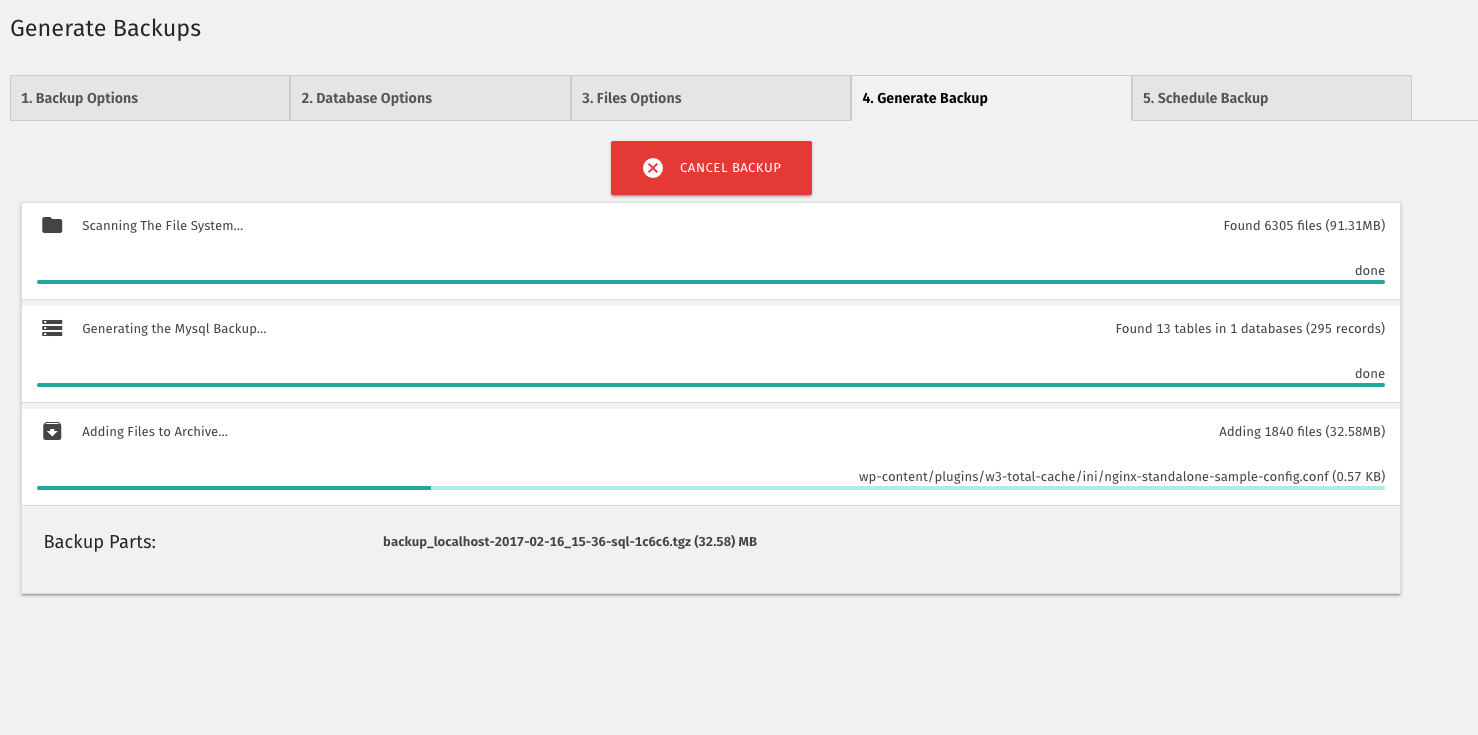 Generate Backups
1. Backup Options
2. Database Options
3. Files Options
4. Generate Backup
5. Schedule Backup
CANCEL BACKUP
Scanning The File System...
Found 6305 files (91.31MB)
done
Generating the Mysql Backup...
Found 13 tables in 1 databases (295 records)
done
Adding Files to Archive...
Adding 1840 files (32.58MB)
wp-content/plugins/w3-total-cache/ini/nginx-standalone-sample-config.conf (0.57 KB)
Backup Parts:
backup_localhost-2017-02-16_15-36-sql-1c6c6.tgz (32.58) MB